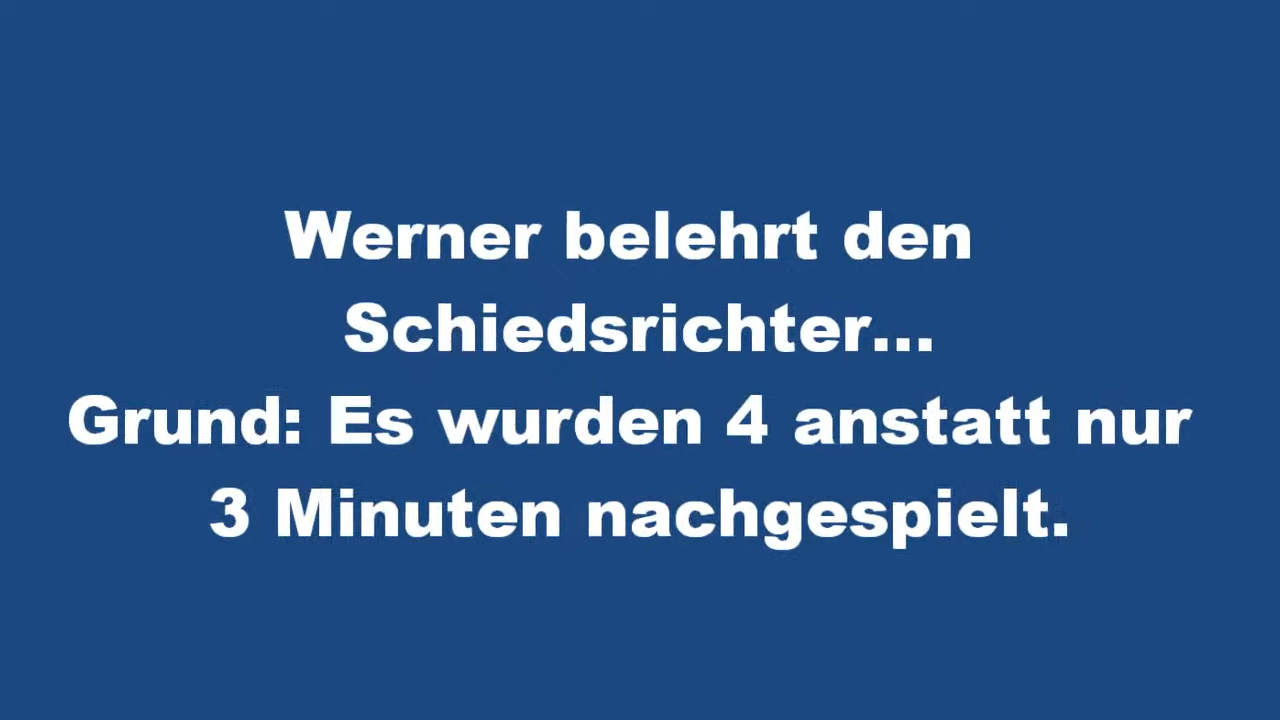 Werner belehrt den
Schiedsrichter...
Grund: Es wurden 4 anstatt nur
3 Minuten nachgespielt.